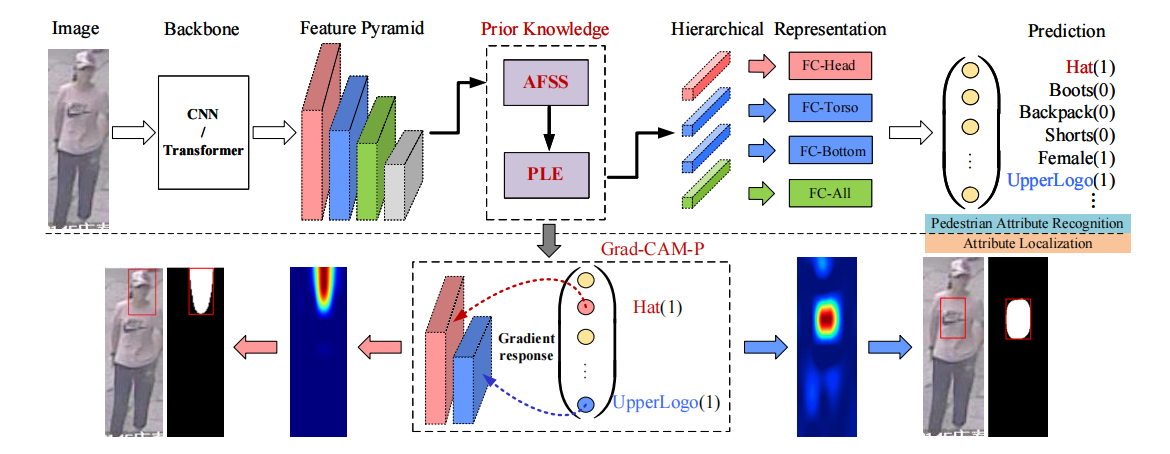 Image
Backbone
Feature Pyramid
Prior Knowledge
Hierarchical Representation
Prediction
CNN
/
Transformer
AFSS
PLE
FC-Head
FC-Torso
FC-Bottom
FC-All
Hat(1)
Boots(0)
Backpack(0)
Shorts(0)
Female(1)
UpperLogo(1)
Pedestrian Attribute Recognition
Attribute Localization
Grad-CAM-P
Gradient
response
Hat(1)
UpperLogo(1)